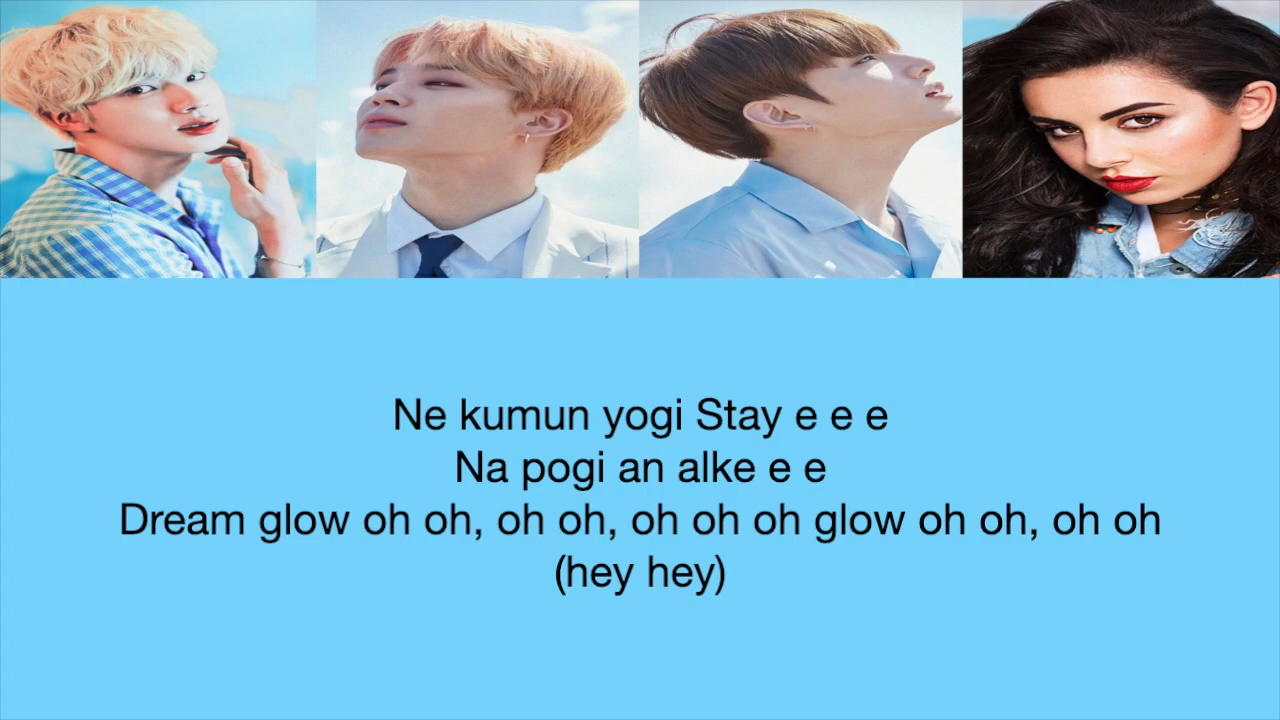 Ne kumun yogi Stay e e e
Na pogi an alke e e
Dream glow oh oh, oh oh, oh oh oh glow oh oh, oh oh
(hey hey)